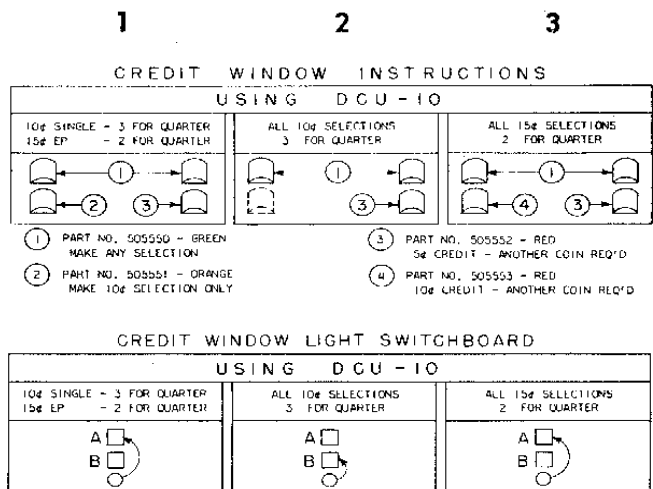 1 2 3
CREDIT WINDOW INSTRUCTIONS
USING DCU-10
10¢ SINGLE - 3 FOR QUARTER
15¢ EP - 2 FOR QUARTER
ALL 10¢ SELECTIONS
3 FOR QUARTER
ALL 15¢ SELECTIONS
2 FOR QUARTER
1 1 1
2 3 3 4 3
1 PART NO. 505550 - GREEN
MAKE ANY SELECTION
2 PART NO. 505551 - ORANGE
MAKE 10¢ SELECTION ONLY
3 PART NO. 505552 - RED
5¢ CREDIT - ANOTHER COIN REQ'D
4 PART NO. 505553 - RED
10¢ CREDIT - ANOTHER COIN REQ'D
CREDIT WINDOW LIGHT SWITCHBOARD
USING DCU-10
10¢ SINGLE - 3 FOR QUARTER
15¢ EP - 2 FOR QUARTER
ALL 10¢ SELECTIONS
3 FOR QUARTER
ALL 15¢ SELECTIONS
2 FOR QUARTER
A A A
B B B